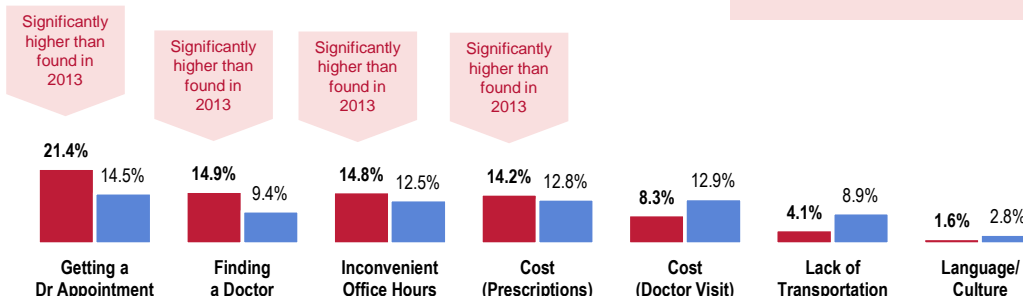 Significantly
higher than
found in
2013
Significantly
higher than
found in
2013
Significantly
higher than
found in
2013
Significantly
higher than
found in
2013
21.4%
14.5%
14.9%
9.4%
14.8%
12.5%
14.2%
12.8%
8.3%
12.9%
4.1%
8.9%
1.6%
2.8%
Getting a
Dr Appointment
Finding
a Doctor
Inconvenient
Office Hours
Cost
(Prescriptions)
Cost
(Doctor Visit)
Lack of
Transportation
Language/
Culture